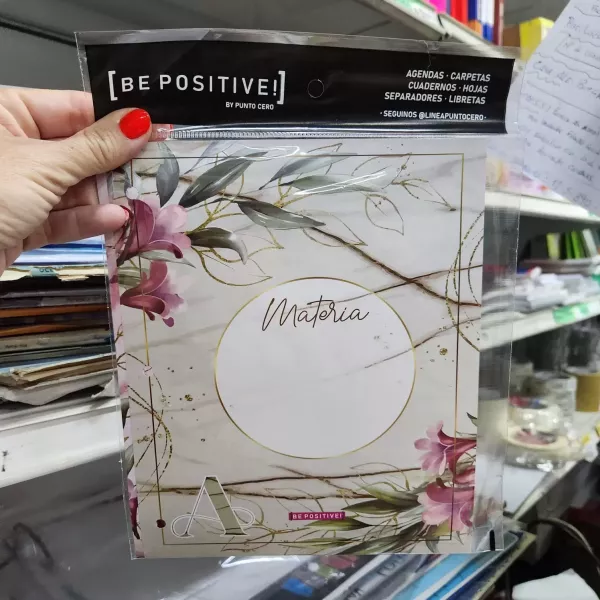 [BE POSITIVE!]
BY PUNTO CERO
AGENDAS · CARPETAS
CUADERNOS · HOJAS
SEPARADORES · LIBRETAS
· SEGUINOS @LINEAPUNTOCERO ·
Materia
A
BE POSITIVE!